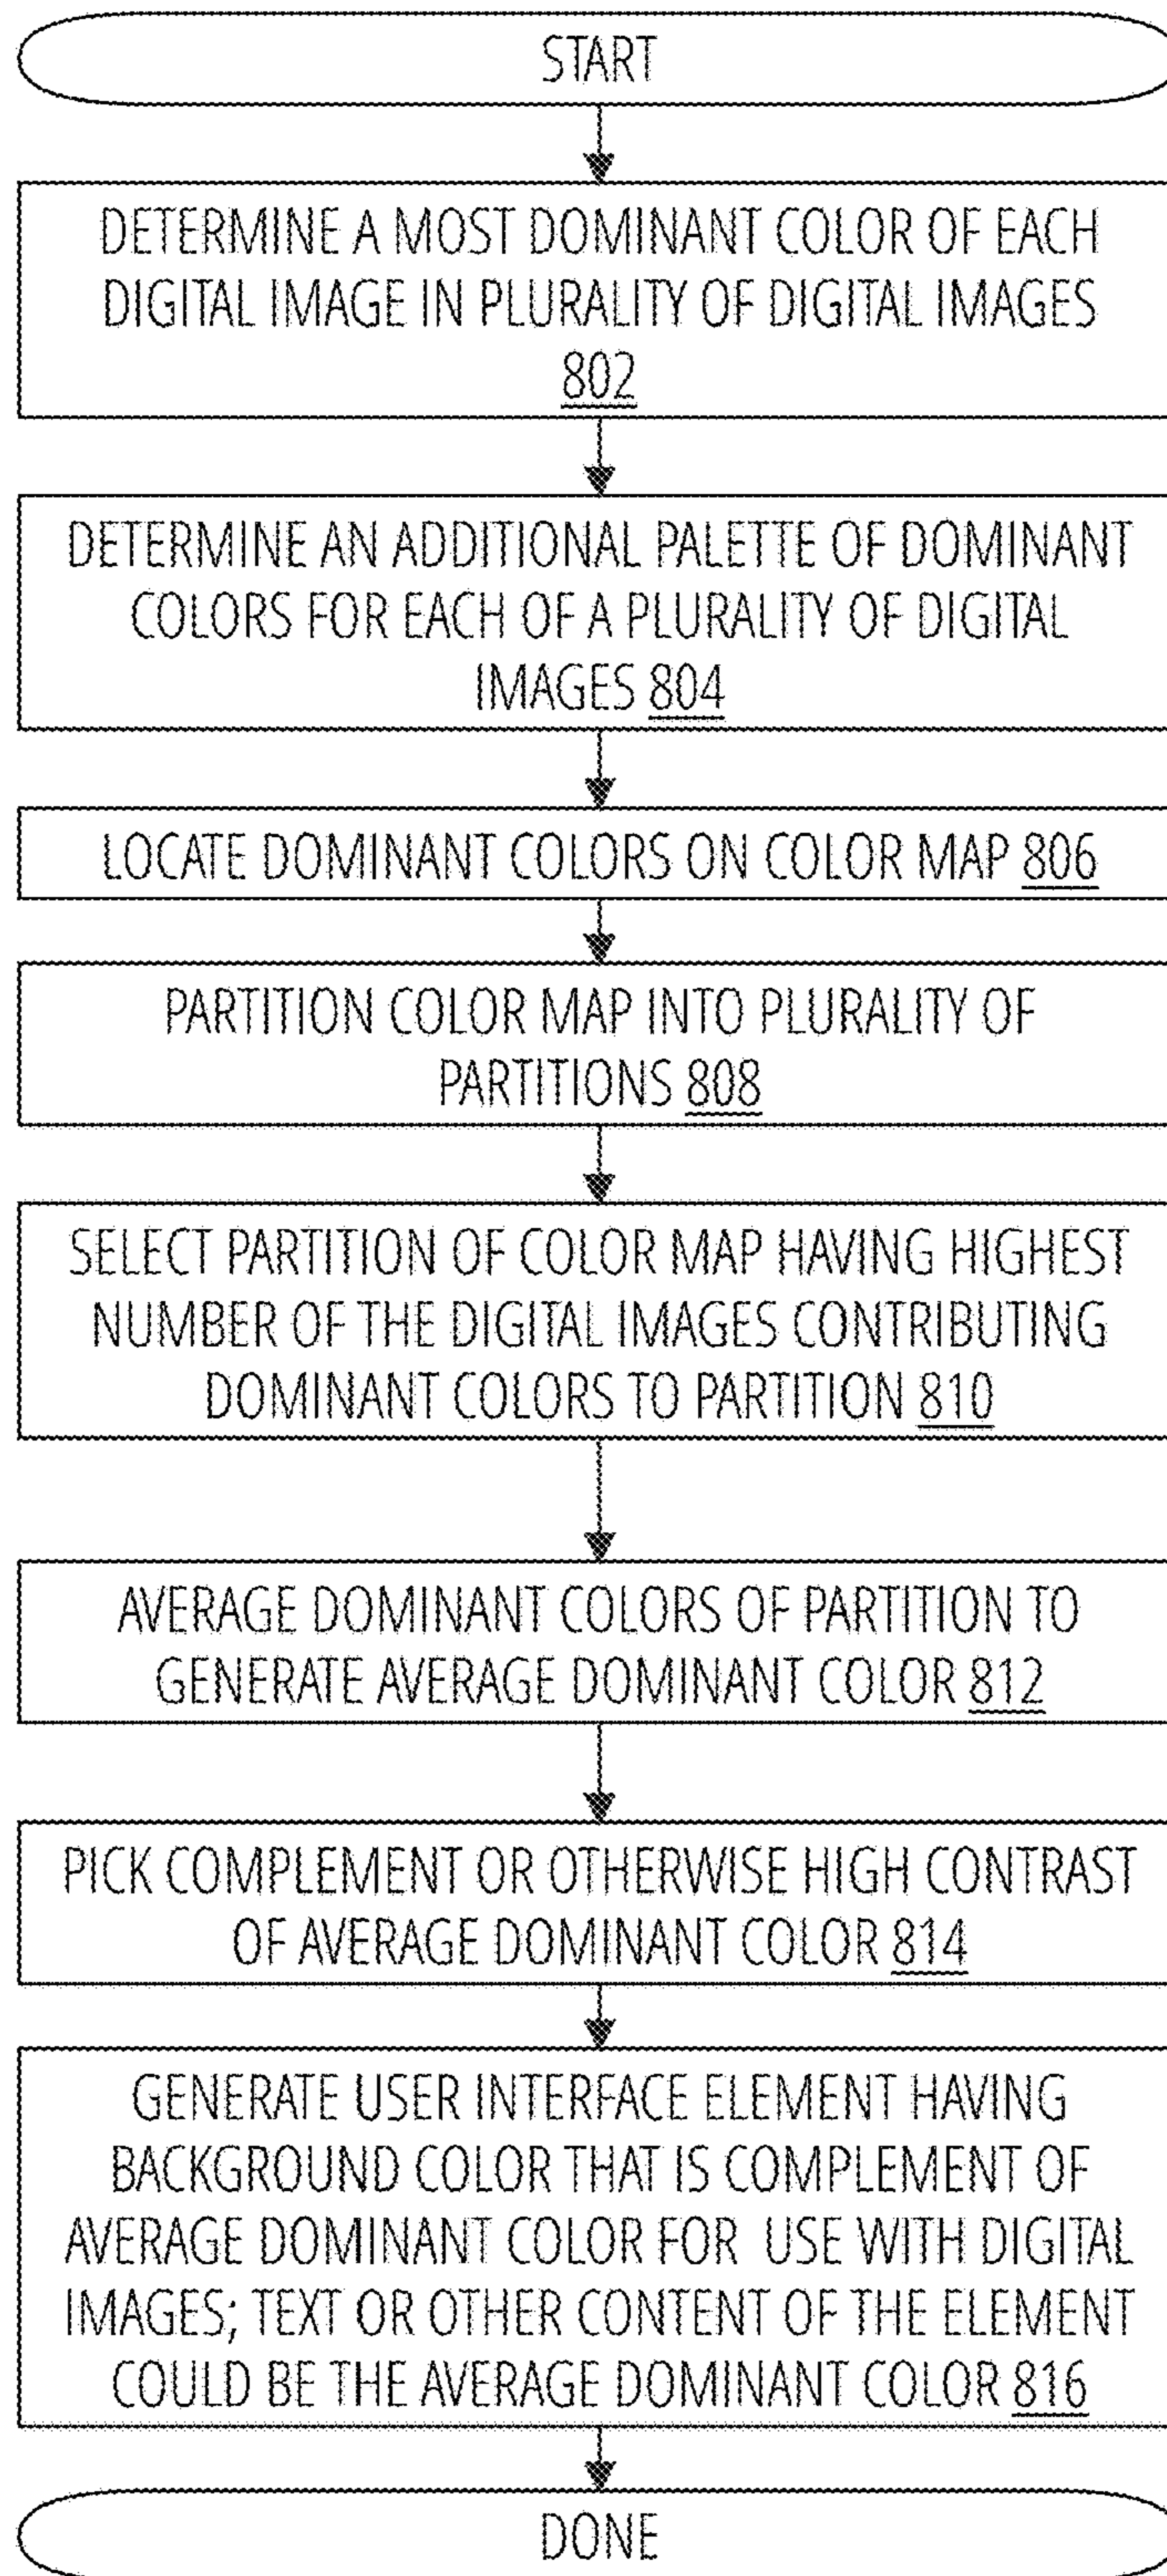 START
DETERMINE A MOST DOMINANT COLOR OF EACH
DIGITAL IMAGE IN PLURALITY OF DIGITAL IMAGES
802
DETERMINE AN ADDITIONAL PALETTE OF DOMINANT
COLORS FOR EACH OF A PLURALITY OF DIGITAL
IMAGES 804
LOCATE DOMINANT COLORS ON COLOR MAP 806
PARTITION COLOR MAP INTO PLURALITY OF
PARTITIONS 808
SELECT PARTITION OF COLOR MAP HAVING HIGHEST
NUMBER OF THE DIGITAL IMAGES CONTRIBUTING
DOMINANT COLORS TO PARTITION 810
AVERAGE DOMINANT COLORS OF PARTITION TO
GENERATE AVERAGE DOMINANT COLOR 812
PICK COMPLEMENT OR OTHERWISE HIGH CONTRAST
OF AVERAGE DOMINANT COLOR 814
GENERATE USER INTERFACE ELEMENT HAVING
BACKGROUND COLOR THAT IS COMPLEMENT OF
AVERAGE DOMINANT COLOR FOR USE WITH DIGITAL
IMAGES; TEXT OR OTHER CONTENT OF THE ELEMENT
COULD BE THE AVERAGE DOMINANT COLOR 816
DONE